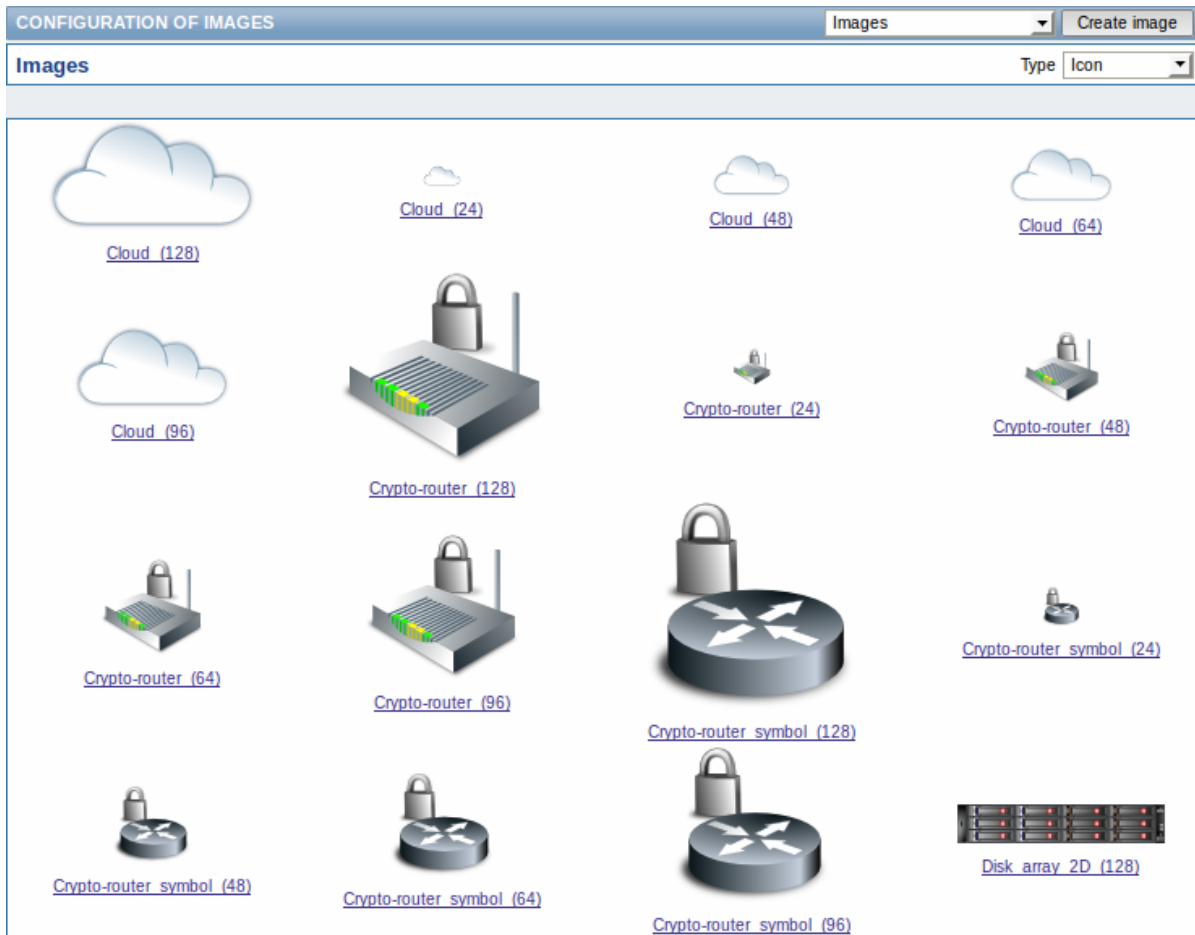 CONFIGURATION OF IMAGES
Images
Create image
Images
Type Icon
Cloud_(128)
Cloud_(24)
Cloud_(48)
Cloud_(64)
Cloud_(96)
Crypto-router_(128)
Crypto-router_(24)
Crypto-router_(48)
Crypto-router_(64)
Crypto-router_(96)
Crypto-router_symbol_(128)
Crypto-router_symbol_(24)
Crypto-router_symbol_(48)
Crypto-router_symbol_(64)
Crypto-router_symbol_(96)
Disk_array_2D_(128)